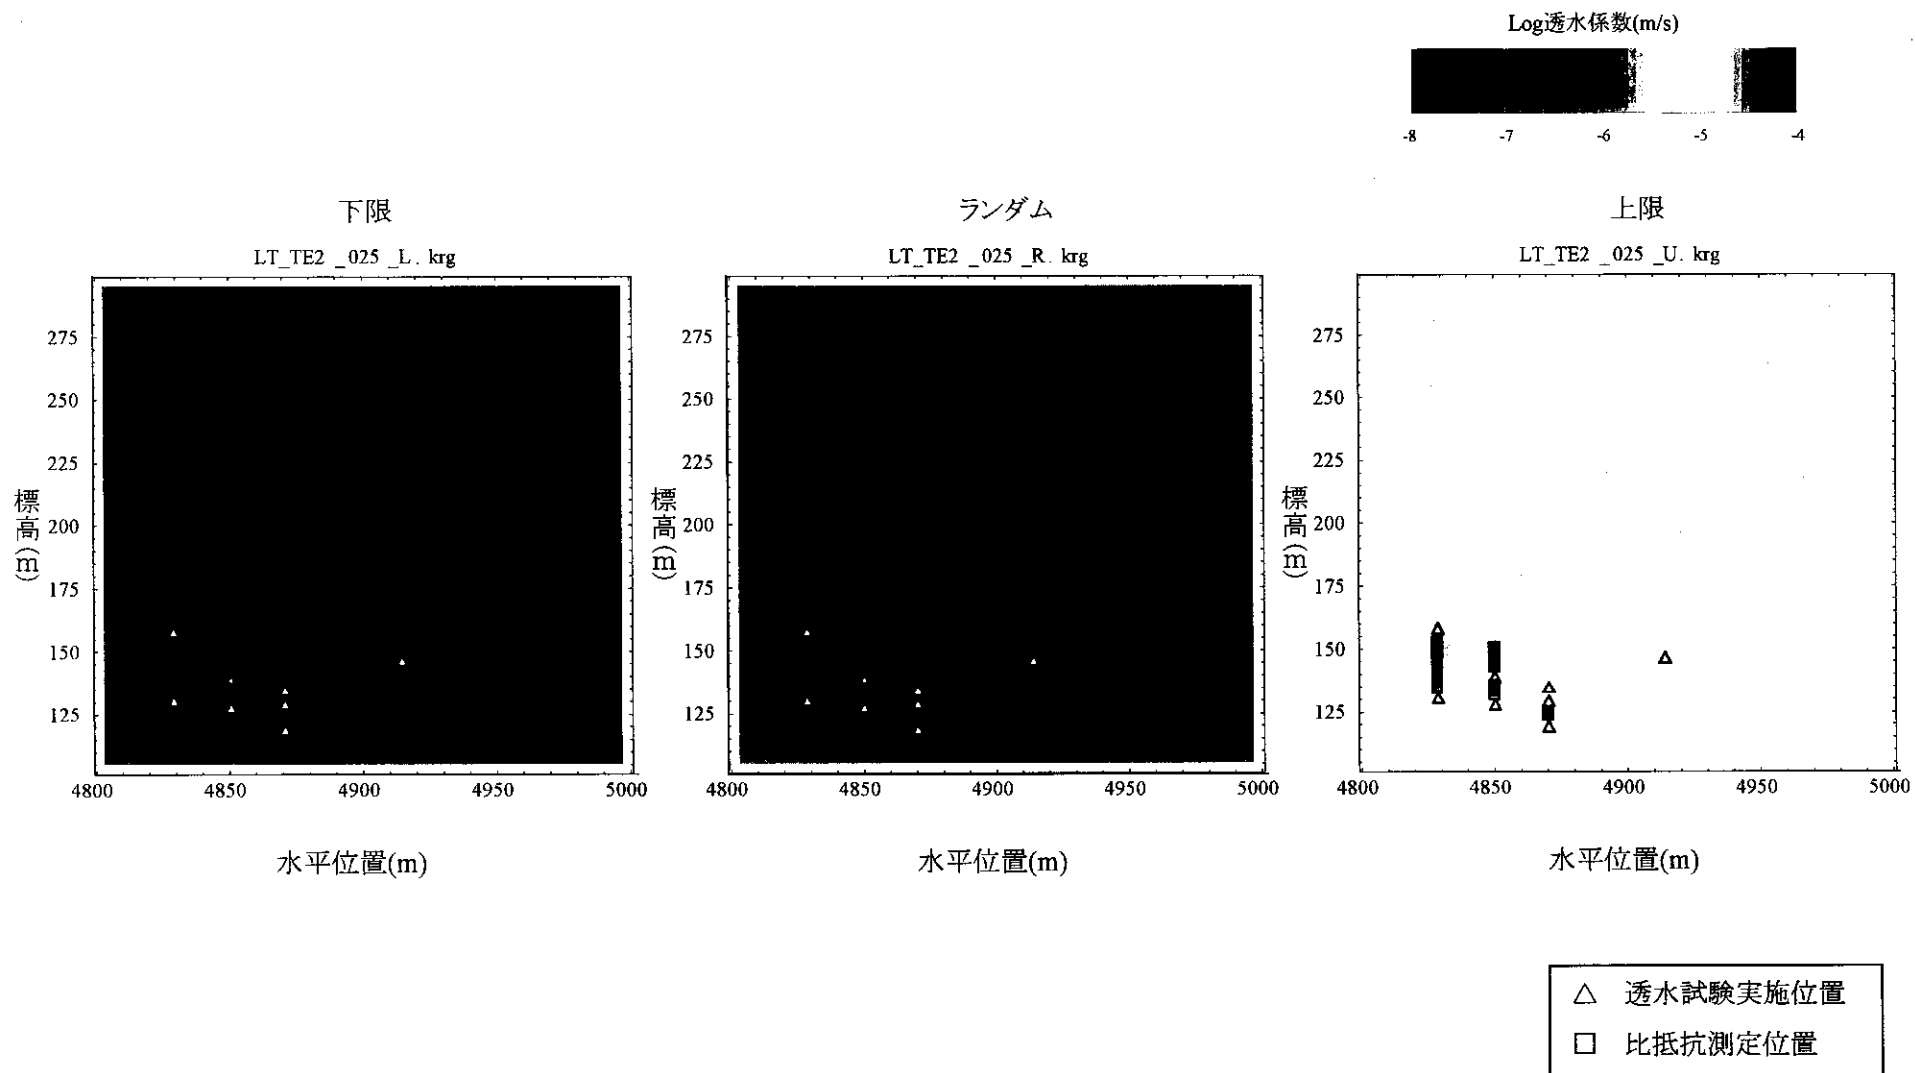 Log透水係数(m/s)
-8 -7 -6 -5 -4
下限
LT_TE2 _025 _L. krg
275
250
225
200
175
150
125
標高(m)
4800 4850 4900 4950 5000
水平位置(m)
ランダム
LT_TE2 _025 _R. krg
275
250
225
200
175
150
125
標高(m)
4800 4850 4900 4950 5000
水平位置(m)
上限
LT_TE2 _025 _U. krg
275
250
225
200
175
150
125
標高(m)
4800 4850 4900 4950 5000
水平位置(m)
△ 透水試験実施位置
□ 比抵抗測定位置